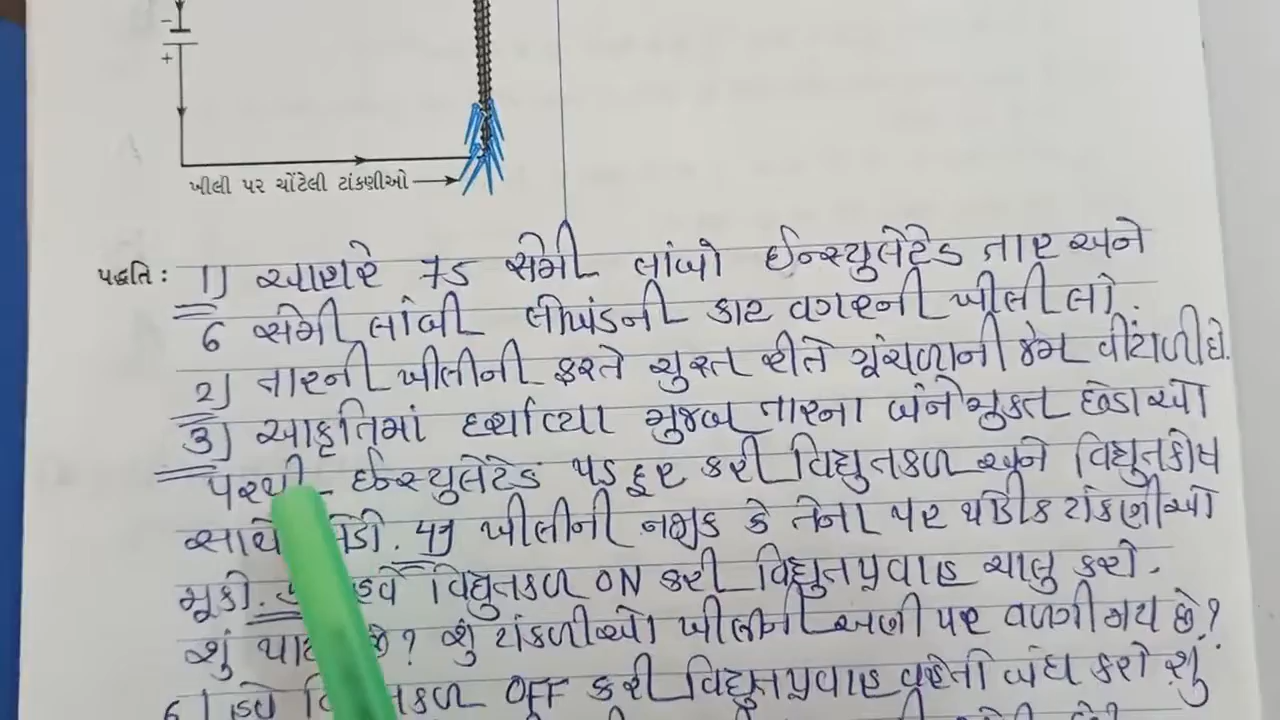 −
+
ખીલી પર ચોંટેલી ટાંકણીઓ
પદ્ધતિ : 1) આશરે 75 સેમી લાંબો ઈન્સ્યુલેટેડ તાર અને
6 સેમી લાંબી લોખંડની કાટ વગરની ખીલી લો.
2) તારની ખીલીની ફરતે ચુસ્ત રીતે ગૂંચળાની જેમ વીંટાળી દો.
3) આકૃતિમાં દર્શાવ્યા મુજબ તારના બંને મુક્ત છેડાઓ
પરથી ઈન્સ્યુલેટેડ પડ દૂર કરી વિદ્યુતકળ અને વિદ્યુતકોષ
સાથે 4) ખીલીની નજીક કે તેના પર થોડીક ટાંકણીઓ
મૂકો. હવે વિદ્યુતકળ ON કરી વિદ્યુતપ્રવાહ ચાલુ કરો.
શું છે? શું ટાંકણીઓ ખીલીની અણી પર વળગી જાય છે?
6) હવે OFF કરી વિદ્યુતપ્રવાહ વહેતો બંધ કરો શું